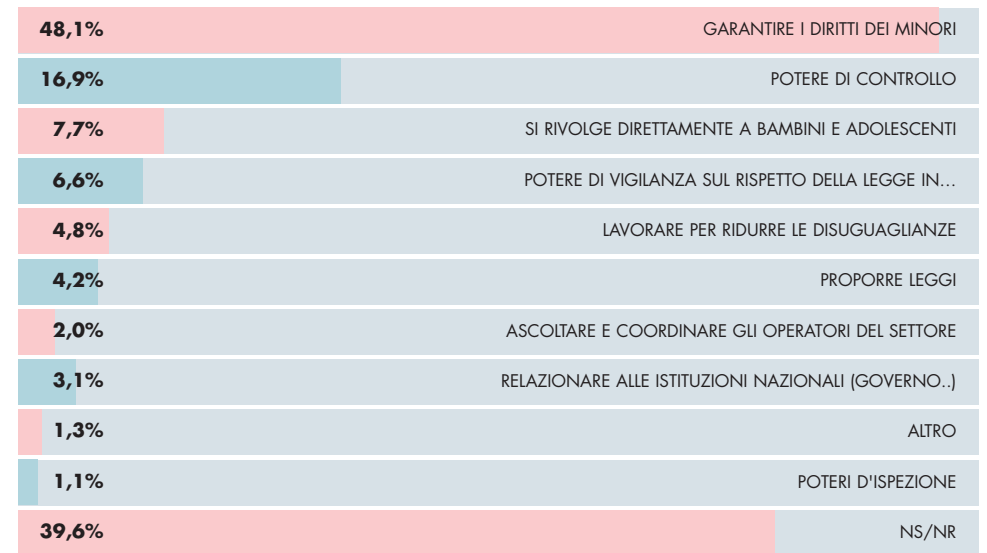 48,1% GARANTIRE I DIRITTI DEI MINORI
16,9% POTERE DI CONTROLLO
7,7% SI RIVOLGE DIRETTAMENTE A BAMBINI E ADOLESCENTI
6,6% POTERE DI VIGILANZA SUL RISPETTO DELLA LEGGE IN...
4,8% LAVORARE PER RIDURRE LE DISUGUAGLIANZE
4,2% PROPORRE LEGGI
2,0% ASCOLTARE E COORDINARE GLI OPERATORI DEL SETTORE
3,1% RELAZIONARE ALLE ISTITUZIONI NAZIONALI (GOVERNO..)
1,3% ALTRO
1,1% POTERI D'ISPEZIONE
39,6% NS/NR